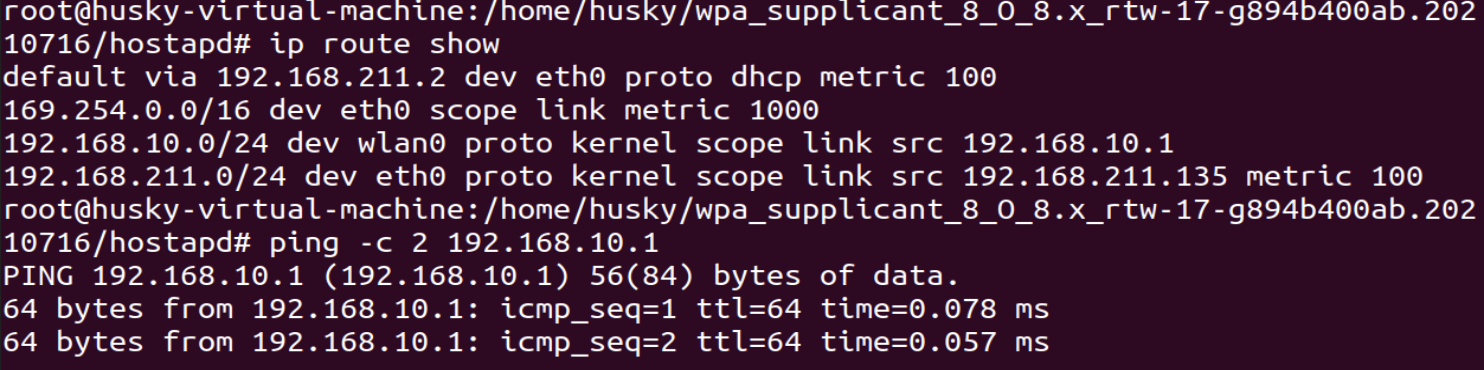 root@husky-virtual-machine:/home/husky/wpa_supplicant_8_O_8.x_rtw-17-g894b400ab.202
10716/hostapd# ip route show
default via 192.168.211.2 dev eth0 proto dhcp metric 100
169.254.0.0/16 dev eth0 scope link metric 1000
192.168.10.0/24 dev wlan0 proto kernel scope link src 192.168.10.1
192.168.211.0/24 dev eth0 proto kernel scope link src 192.168.211.135 metric 100
root@husky-virtual-machine:/home/husky/wpa_supplicant_8_O_8.x_rtw-17-g894b400ab.202
10716/hostapd# ping -c 2 192.168.10.1
PING 192.168.10.1 (192.168.10.1) 56(84) bytes of data.
64 bytes from 192.168.10.1: icmp_seq=1 ttl=64 time=0.078 ms
64 bytes from 192.168.10.1: icmp_seq=2 ttl=64 time=0.057 ms